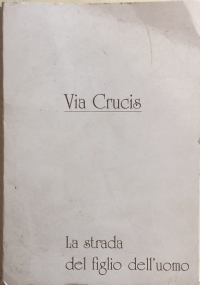 Via Crucis
La strada
del figlio dell'uomo